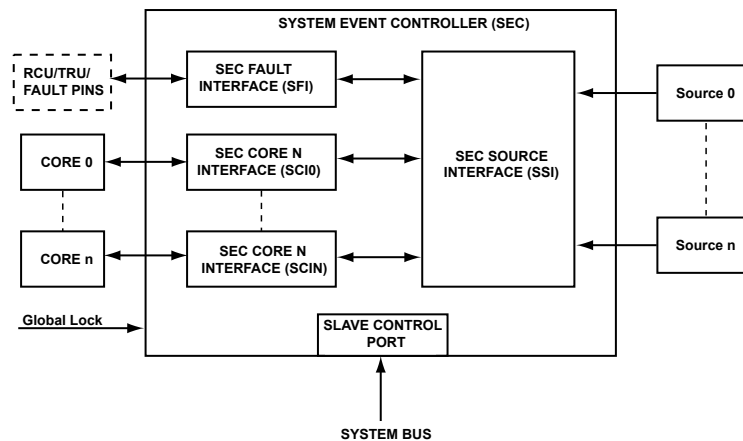 SYSTEM EVENT CONTROLLER (SEC)
RCU/TRU/
FAULT PINS
SEC FAULT
INTERFACE (SFI)
Source 0
CORE 0
SEC CORE N
INTERFACE (SCI0)
SEC SOURCE
INTERFACE (SSI)
CORE n
SEC CORE N
INTERFACE (SCIN)
Source n
Global Lock
SLAVE CONTROL
PORT
SYSTEM BUS